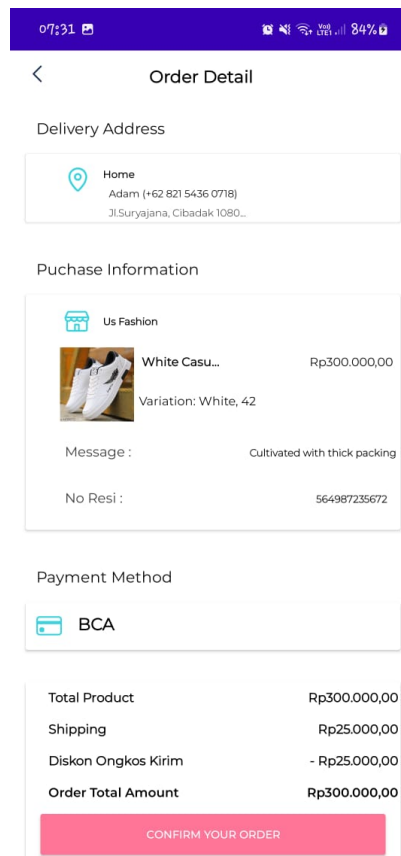 07:31
Vo))
LTE1
84%
Order Detail
Delivery Address
Home
Adam (+62 821 5436 0718)
Jl.Suryajana, Cibadak 1080...
Puchase Information
Us Fashion
White Casu...
Rp300.000,00
Variation: White, 42
Message :
Cultivated with thick packing
No Resi :
564987235672
Payment Method
BCA
Total Product Rp300.000,00
Shipping Rp25.000,00
Diskon Ongkos Kirim - Rp25.000,00
Order Total Amount Rp300.000,00
CONFIRM YOUR ORDER